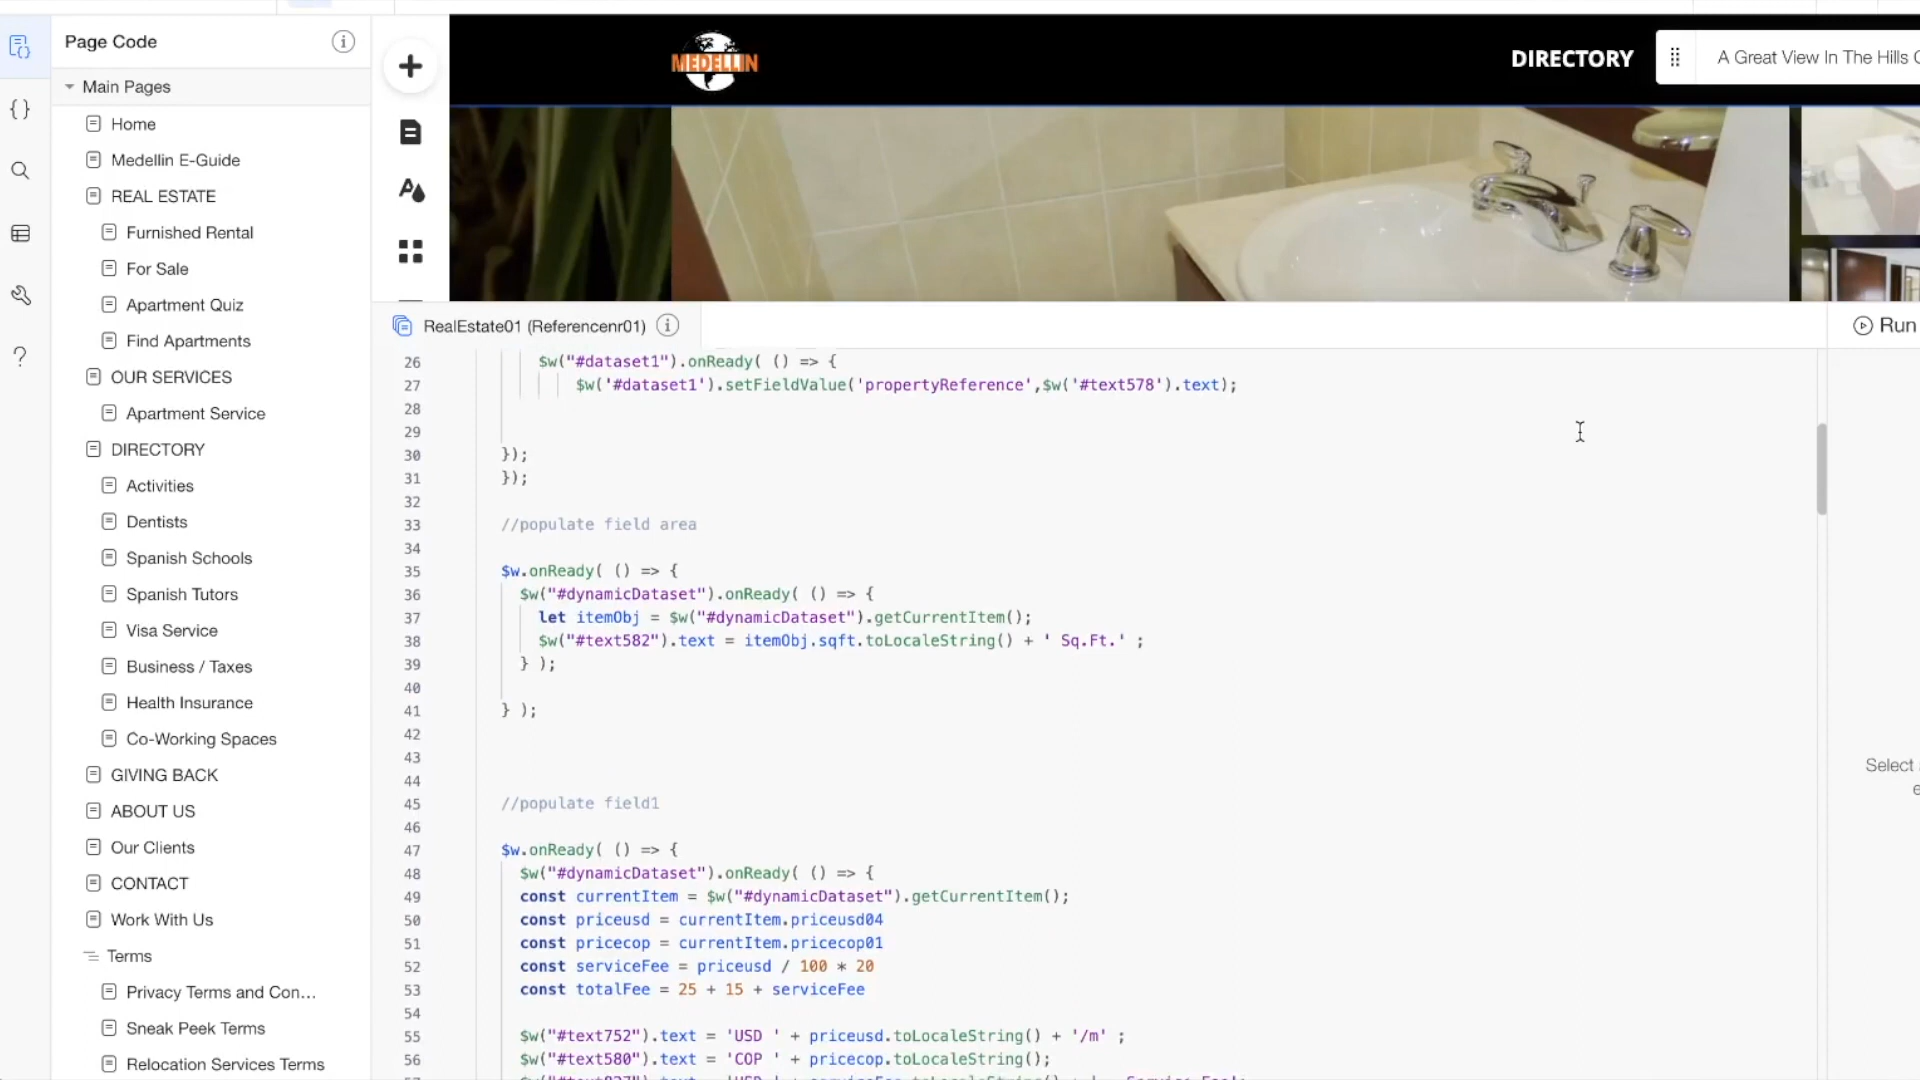 Page Code
Main Pages
Home
Medellin E-Guide
REAL ESTATE
Furnished Rental
For Sale
Apartment Quiz
Find Apartments
OUR SERVICES
Apartment Service
DIRECTORY
Activities
Dentists
Spanish Schools
Spanish Tutors
Visa Service
Business / Taxes
Health Insurance
Co-Working Spaces
GIVING BACK
ABOUT US
Our Clients
CONTACT
Work With Us
Terms
Privacy Terms and Con...
Sneak Peek Terms
Relocation Services Terms
MEDELLIN
DIRECTORY
A Great View In The Hills
RealEstate01 (Referencenr01)
Run
26 $w("#dataset1").onReady( () => {
27 $w('#dataset1').setFieldValue('propertyReference',$w('#text578').text);
28
29
30 });
31 });
32
33 //populate field area
34
35 $w.onReady( () => {
36 $w("#dynamicDataset").onReady( () => {
37 let itemObj = $w("#dynamicDataset").getCurrentItem();
38 $w("#text582").text = itemObj.sqft.toLocaleString() + ' Sq.Ft.' ;
39 } );
40
41 } );
42
43
44
45 //populate field1
46
47 $w.onReady( () => {
48 $w("#dynamicDataset").onReady( () => {
49 const currentItem = $w("#dynamicDataset").getCurrentItem();
50 const priceusd = currentItem.priceusd04
51 const pricecop = currentItem.pricecop01
52 const serviceFee = priceusd / 100 * 20
53 const totalFee = 25 + 15 + serviceFee
54
55 $w("#text752").text = 'USD ' + priceusd.toLocaleString() + '/m' ;
56 $w("#text580").text = 'COP ' + pricecop.toLocaleString();
Select